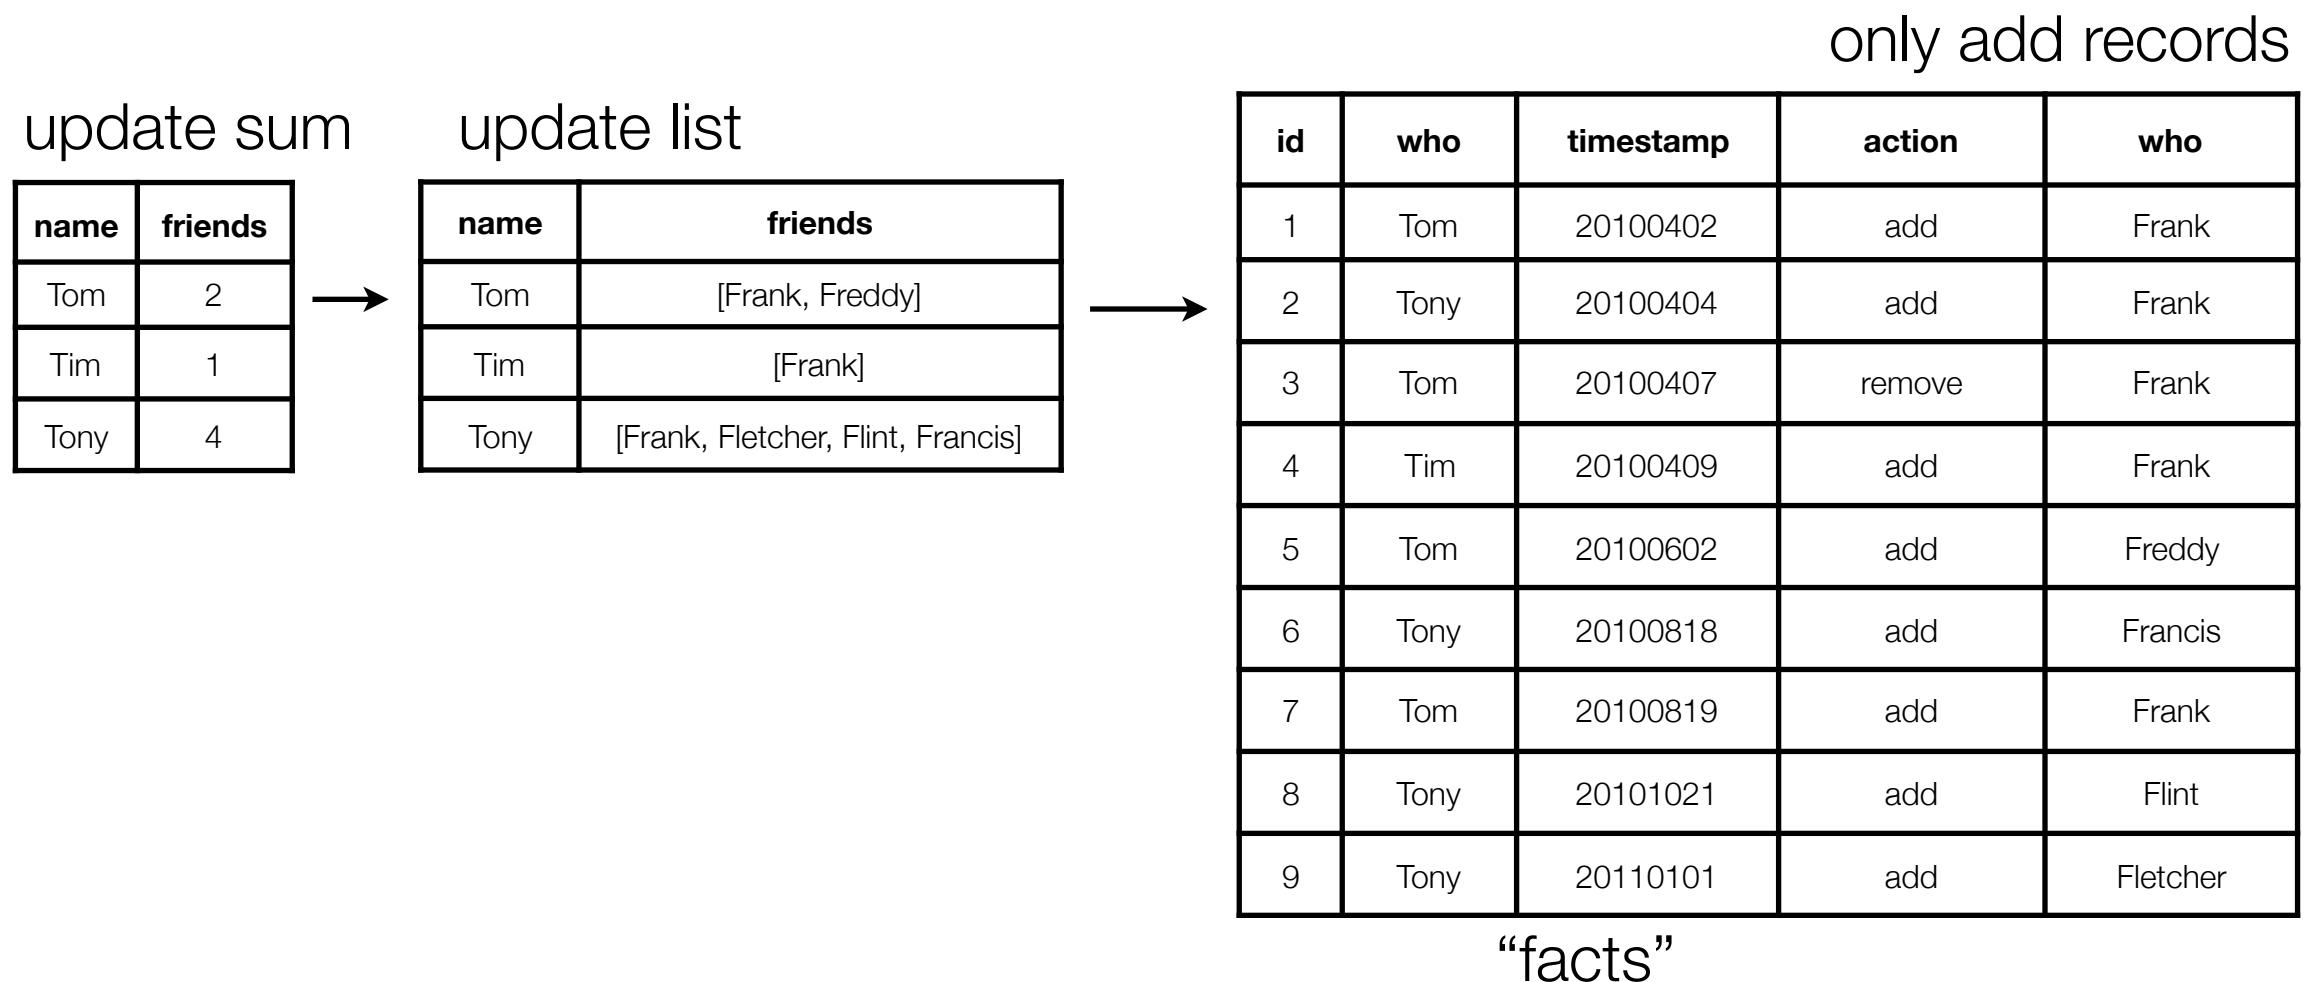 only add records
update sum
name friends
Tom 2
Tim 1
Tony 4
update list
name friends
Tom [Frank, Freddy]
Tim [Frank]
Tony [Frank, Fletcher, Flint, Francis]
id who timestamp action who
1 Tom 20100402 add Frank
2 Tony 20100404 add Frank
3 Tom 20100407 remove Frank
4 Tim 20100409 add Frank
5 Tom 20100602 add Freddy
6 Tony 20100818 add Francis
7 Tom 20100819 add Frank
8 Tony 20101021 add Flint
9 Tony 20110101 add Fletcher
“facts”